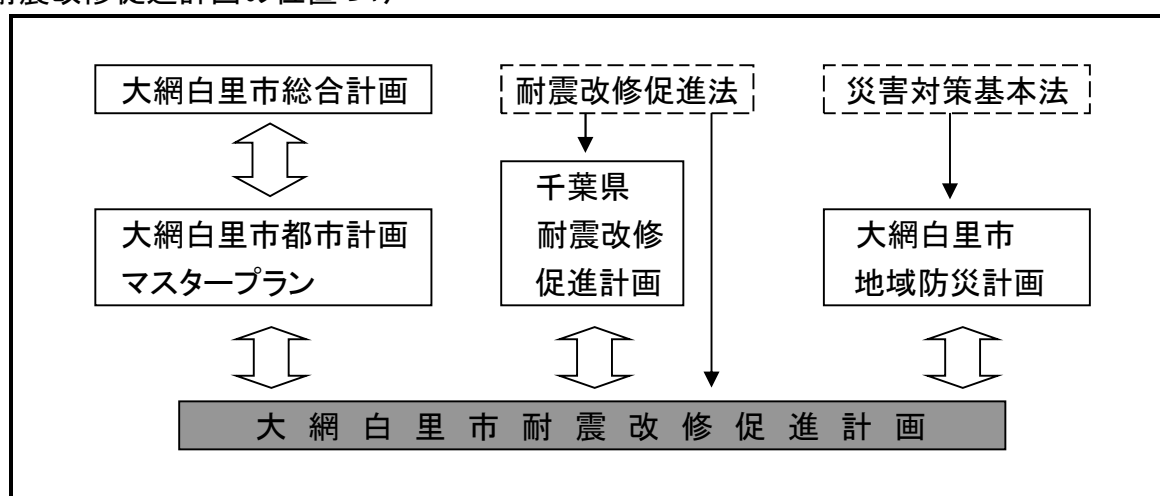 耐震改修促進計画の位置づけ
大網白里市総合計画
耐震改修促進法
災害対策基本法
千葉県
耐震改修
促進計画
大網白里市都市計画
マスタープラン
大網白里市
地域防災計画
大網白里市耐震改修促進計画